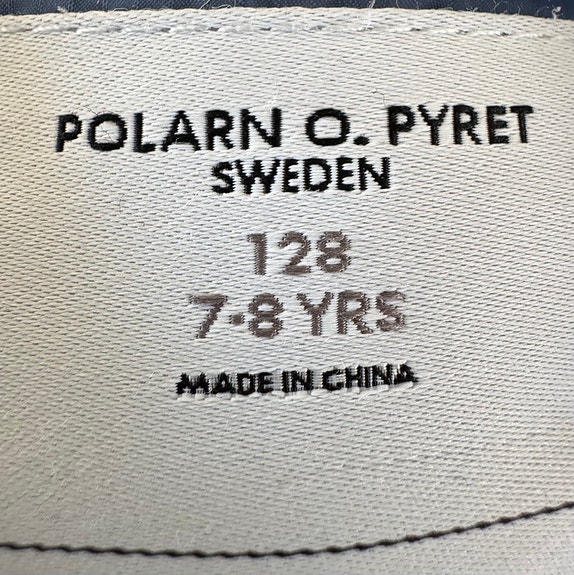 POLARN O. PYRET
SWEDEN
128
7-8 YRS
MADE IN CHINA